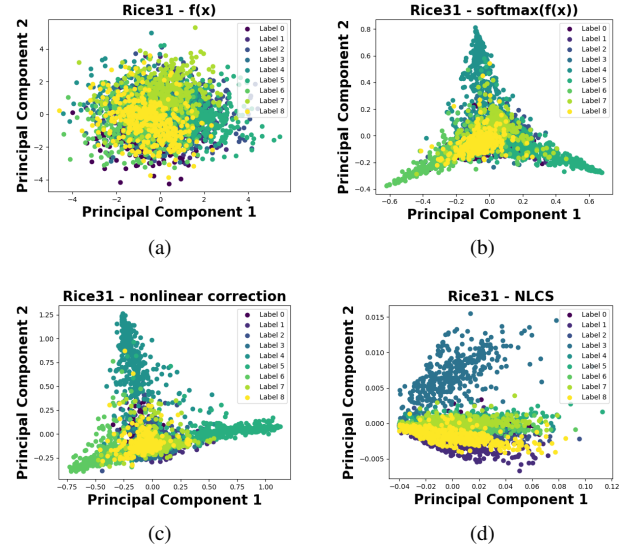 Rice31 - f(x)
Principal Component 2
4
2
0
−2
−4
−4 −2 0 2 4
Principal Component 1
Label 0
Label 1
Label 2
Label 3
Label 4
Label 5
Label 6
Label 7
Label 8
(a)
Rice31 - softmax(f(x))
Principal Component 2
0.8
0.6
0.4
0.2
0.0
−0.2
−0.4
−0.6 −0.4 −0.2 0.0 0.2 0.4 0.6
Principal Component 1
Label 0
Label 1
Label 2
Label 3
Label 4
Label 5
Label 6
Label 7
Label 8
(b)
Rice31 - nonlinear correction
Principal Component 2
1.25
1.00
0.75
0.50
0.25
0.00
−0.25
−0.75 −0.50 −0.25 0.00 0.25 0.50 0.75 1.00
Principal Component 1
Label 0
Label 1
Label 2
Label 3
Label 4
Label 5
Label 6
Label 7
Label 8
(c)
Rice31 - NLCS
Principal Component 2
0.015
0.010
0.005
0.000
−0.005
−0.04 −0.02 0.00 0.02 0.04 0.06 0.08 0.10 0.12
Principal Component 1
Label 0
Label 1
Label 2
Label 3
Label 4
Label 5
Label 6
Label 7
Label 8
(d)